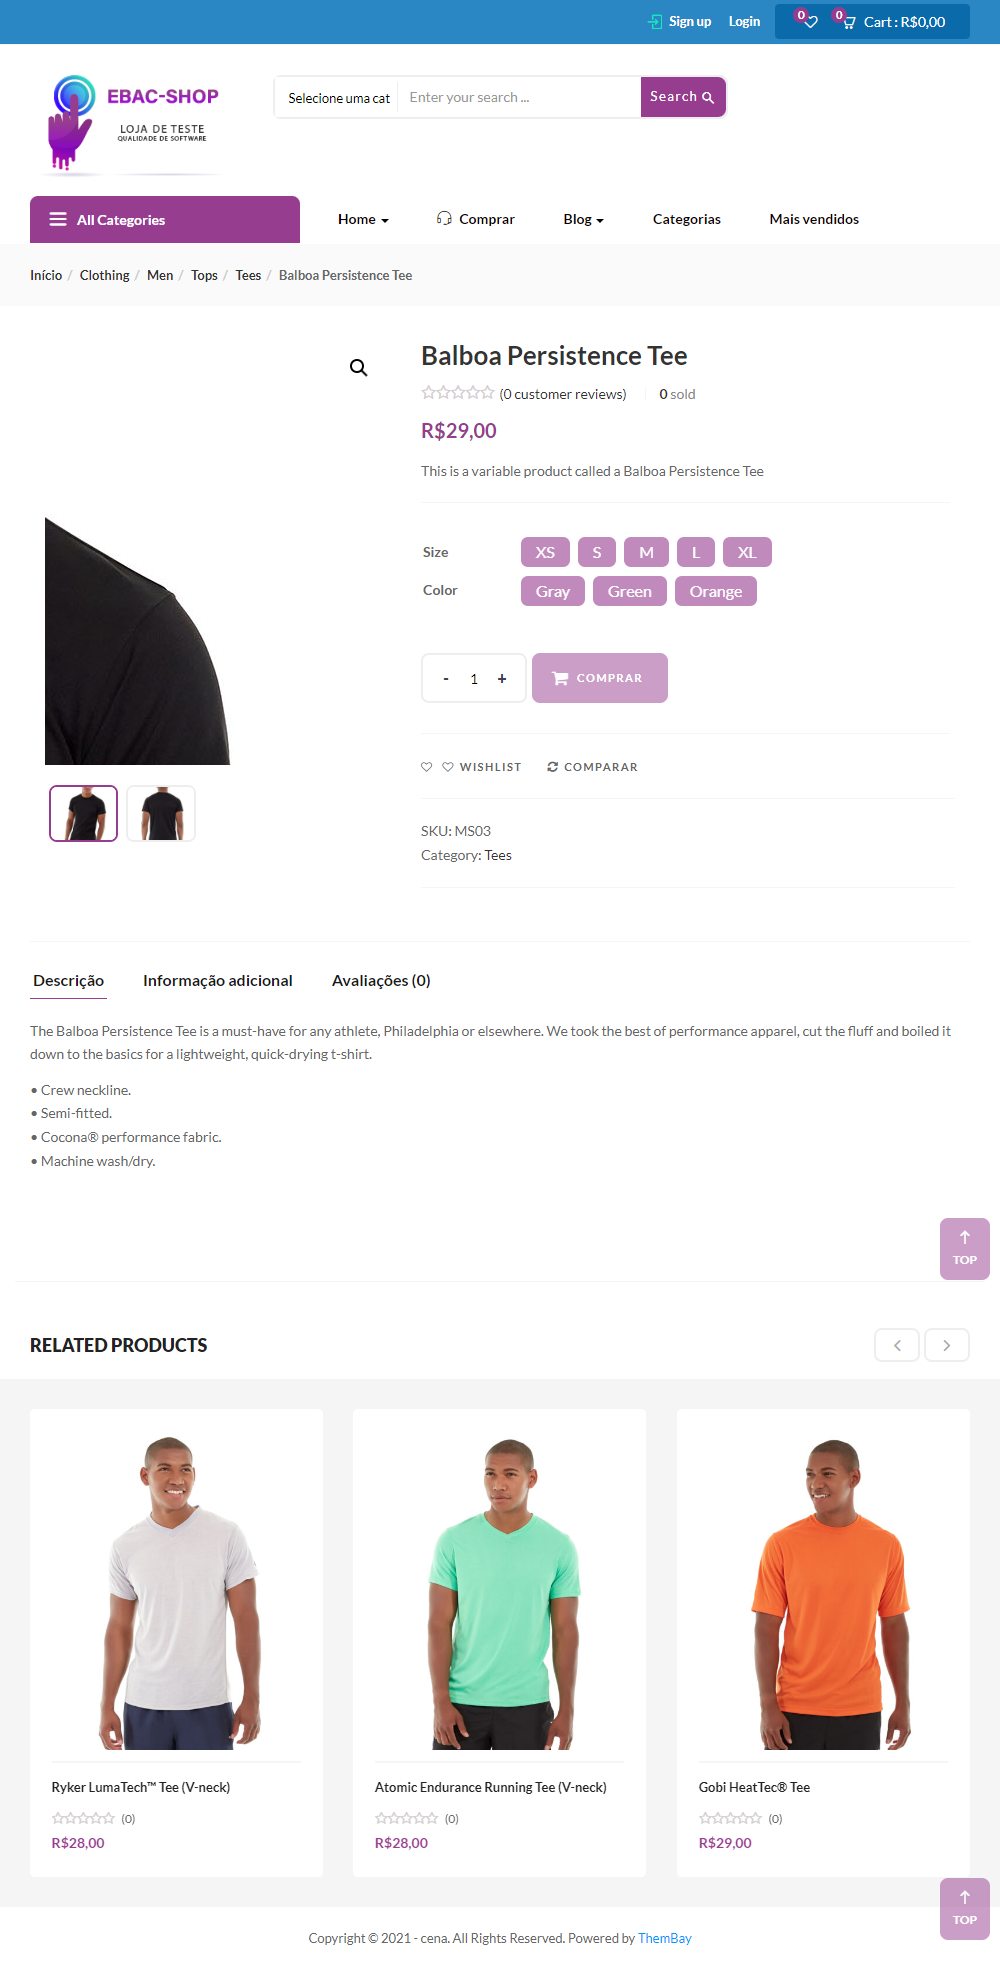 Sign up Login 0 0 Cart : R$0,00
EBAC-SHOP
LOJA DE TESTE
QUALIDADE DE SOFTWARE
Selecione uma cat Enter your search ... Search
All Categories Home Comprar Blog Categorias Mais vendidos
Início / Clothing / Men / Tops / Tees / Balboa Persistence Tee
Balboa Persistence Tee
(0 customer reviews) 0 sold
R$29,00
This is a variable product called a Balboa Persistence Tee
Size XS S M L XL
Color Gray Green Orange
- 1 + COMPRAR
WISHLIST COMPARAR
SKU: MS03
Category: Tees
Descrição Informação adicional Avaliações (0)
The Balboa Persistence Tee is a must-have for any athlete, Philadelphia or elsewhere. We took the best of performance apparel, cut the fluff and boiled it
down to the basics for a lightweight, quick-drying t-shirt.
• Crew neckline.
• Semi-fitted.
• Cocona® performance fabric.
• Machine wash/dry.
TOP
RELATED PRODUCTS
Ryker LumaTech™ Tee (V-neck)
(0)
R$28,00
Atomic Endurance Running Tee (V-neck)
(0)
R$28,00
Gobi HeatTec® Tee
(0)
R$29,00
TOP
Copyright © 2021 - cena. All Rights Reserved. Powered by ThemBay